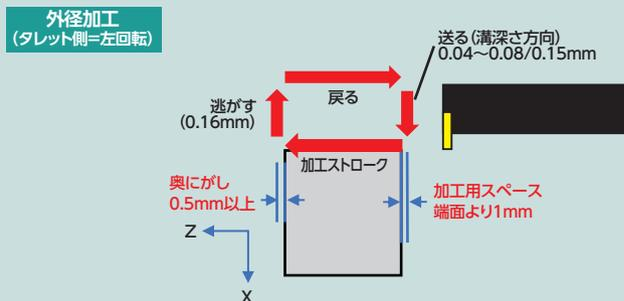 外径加工
(タレット側=左回転)
送る(溝深さ方向)
0.04〜0.08/0.15mm
戻る
逃がす
(0.16mm)
加工ストローク
奥にがし
0.5mm以上
加工用スペース
端面より1mm
Z
X